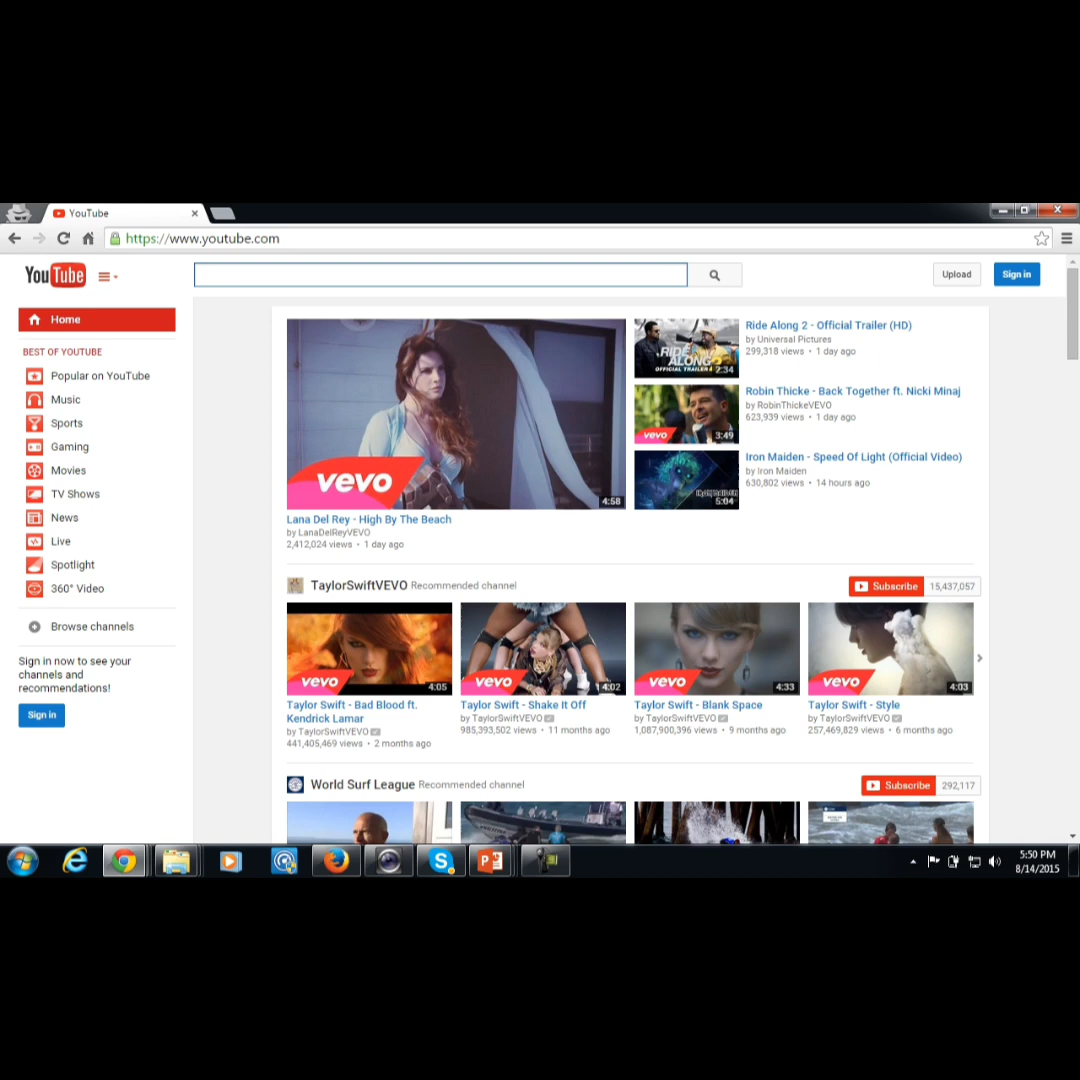 YouTube
https://www.youtube.com
YouTube
Upload
Sign in
Home
BEST OF YOUTUBE
Popular on YouTube
Music
Sports
Gaming
Movies
TV Shows
News
Live
Spotlight
360° Video
Browse channels
Sign in now to see your
channels and
recommendations!
Sign in
vevo
4:58
Lana Del Rey - High By The Beach
by LanaDelReyVEVO
2,412,024 views • 1 day ago
RIDE
ALONG 2
OFFICIAL TRAILER
2:34
Ride Along 2 - Official Trailer (HD)
by Universal Pictures
299,318 views • 1 day ago
vevo
3:49
Robin Thicke - Back Together ft. Nicki Minaj
by RobinThickeVEVO
623,939 views • 1 day ago
IRON MAIDEN
5:04
Iron Maiden - Speed Of Light (Official Video)
by Iron Maiden
630,802 views • 14 hours ago
TaylorSwiftVEVO Recommended channel
Subscribe 15,437,057
vevo
4:05
Taylor Swift - Bad Blood ft.
Kendrick Lamar
by TaylorSwiftVEVO
441,405,469 views • 2 months ago
vevo
4:02
Taylor Swift - Shake It Off
by TaylorSwiftVEVO
985,393,502 views • 11 months ago
vevo
4:33
Taylor Swift - Blank Space
by TaylorSwiftVEVO
1,087,900,396 views • 9 months ago
vevo
4:03
Taylor Swift - Style
by TaylorSwiftVEVO
257,469,829 views • 6 months ago
World Surf League Recommended channel
Subscribe 292,117
5:50 PM
8/14/2015